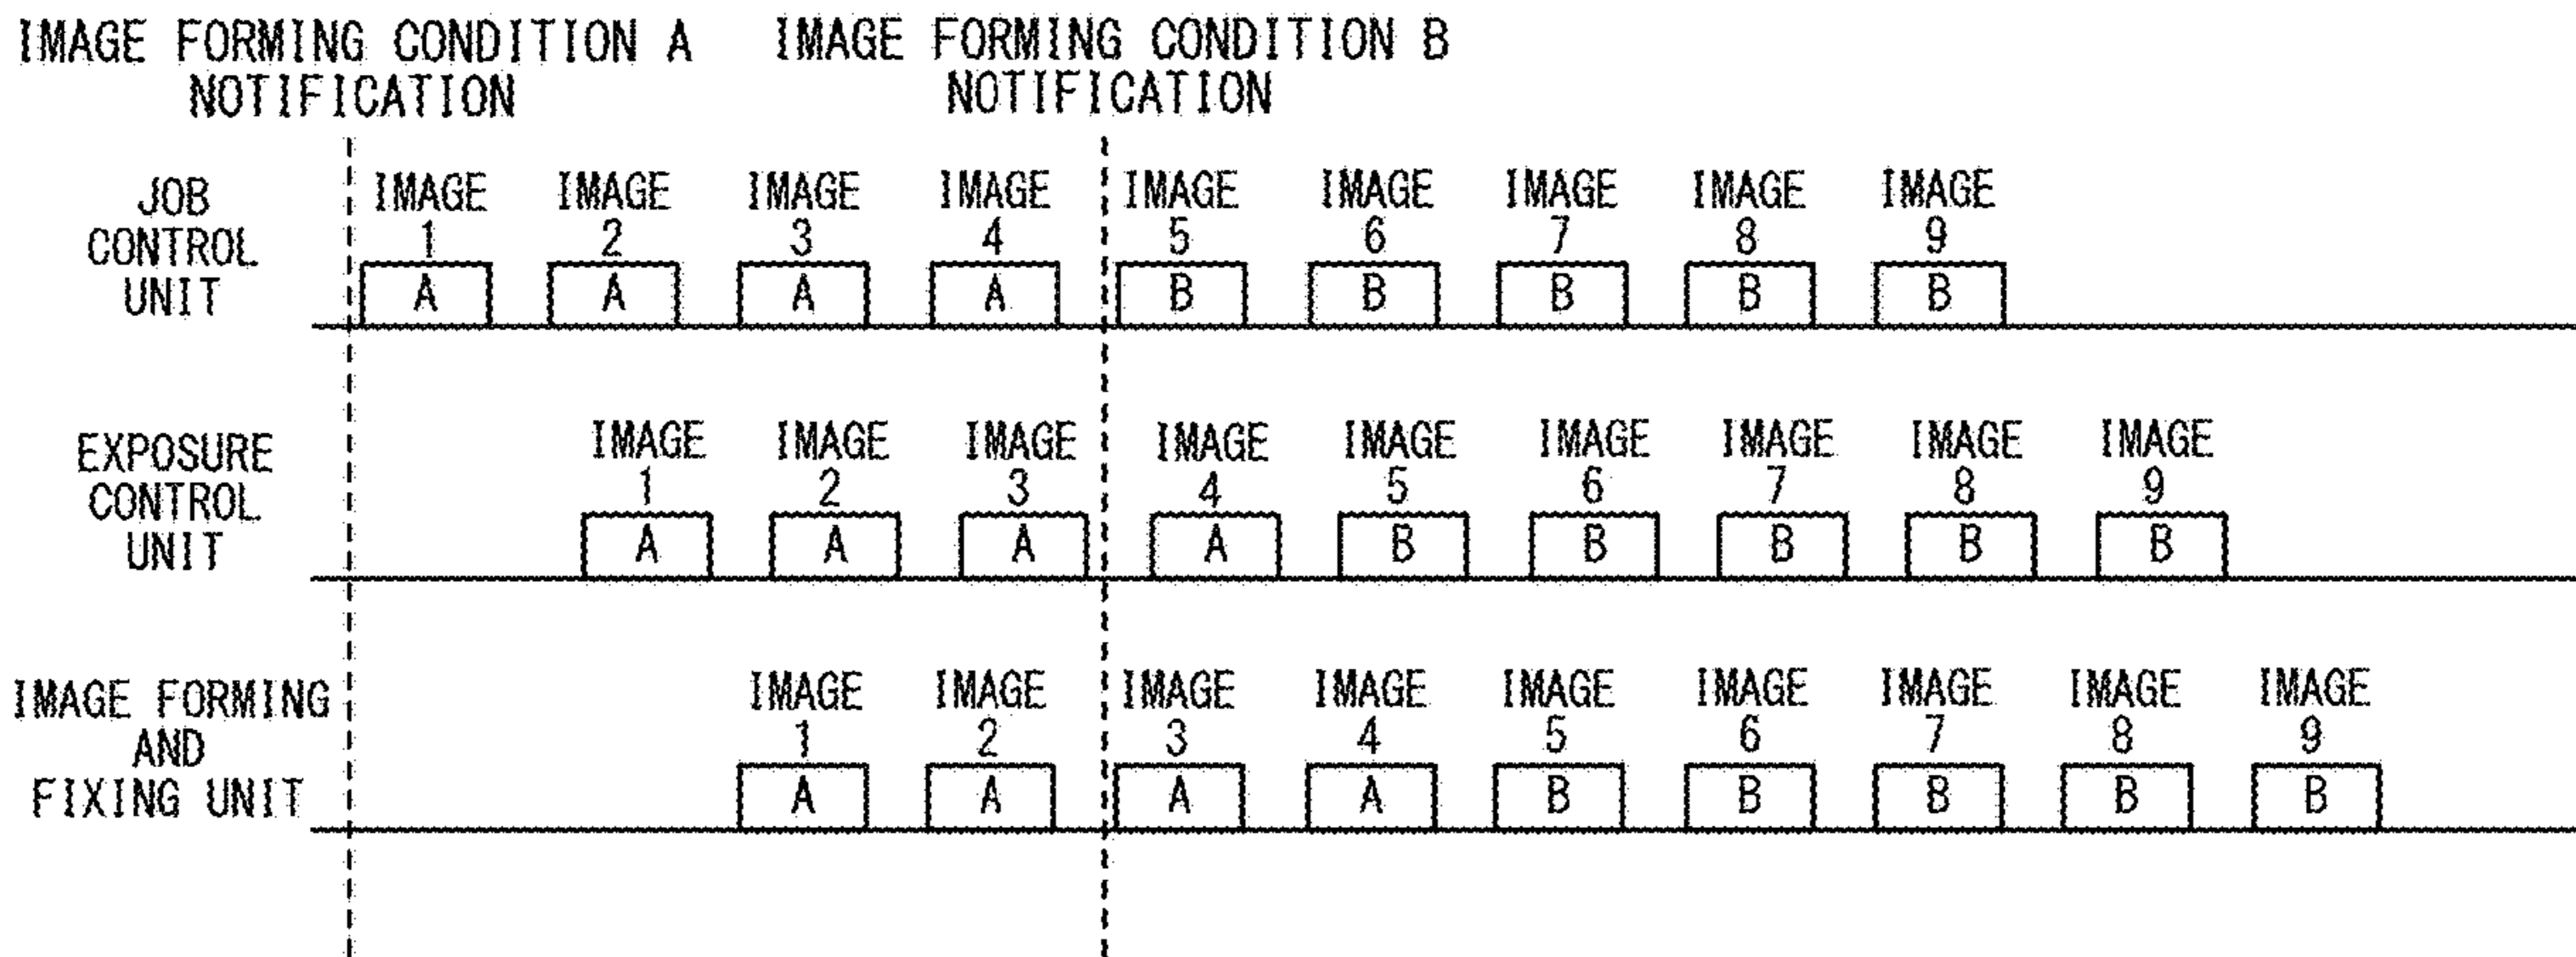 IMAGE FORMING CONDITION A IMAGE FORMING CONDITION B
NOTIFICATION NOTIFICATION
JOB
CONTROL
UNIT
IMAGE IMAGE IMAGE IMAGE IMAGE IMAGE IMAGE IMAGE IMAGE
1 2 3 4 5 6 7 8 9
A A A A B B B B B
EXPOSURE
CONTROL
UNIT
IMAGE IMAGE IMAGE IMAGE IMAGE IMAGE IMAGE IMAGE IMAGE
1 2 3 4 5 6 7 8 9
A A A A B B B B B
IMAGE FORMING
AND
FIXING UNIT
IMAGE IMAGE IMAGE IMAGE IMAGE IMAGE IMAGE IMAGE IMAGE
1 2 3 4 5 6 7 8 9
A A A A B B B B B